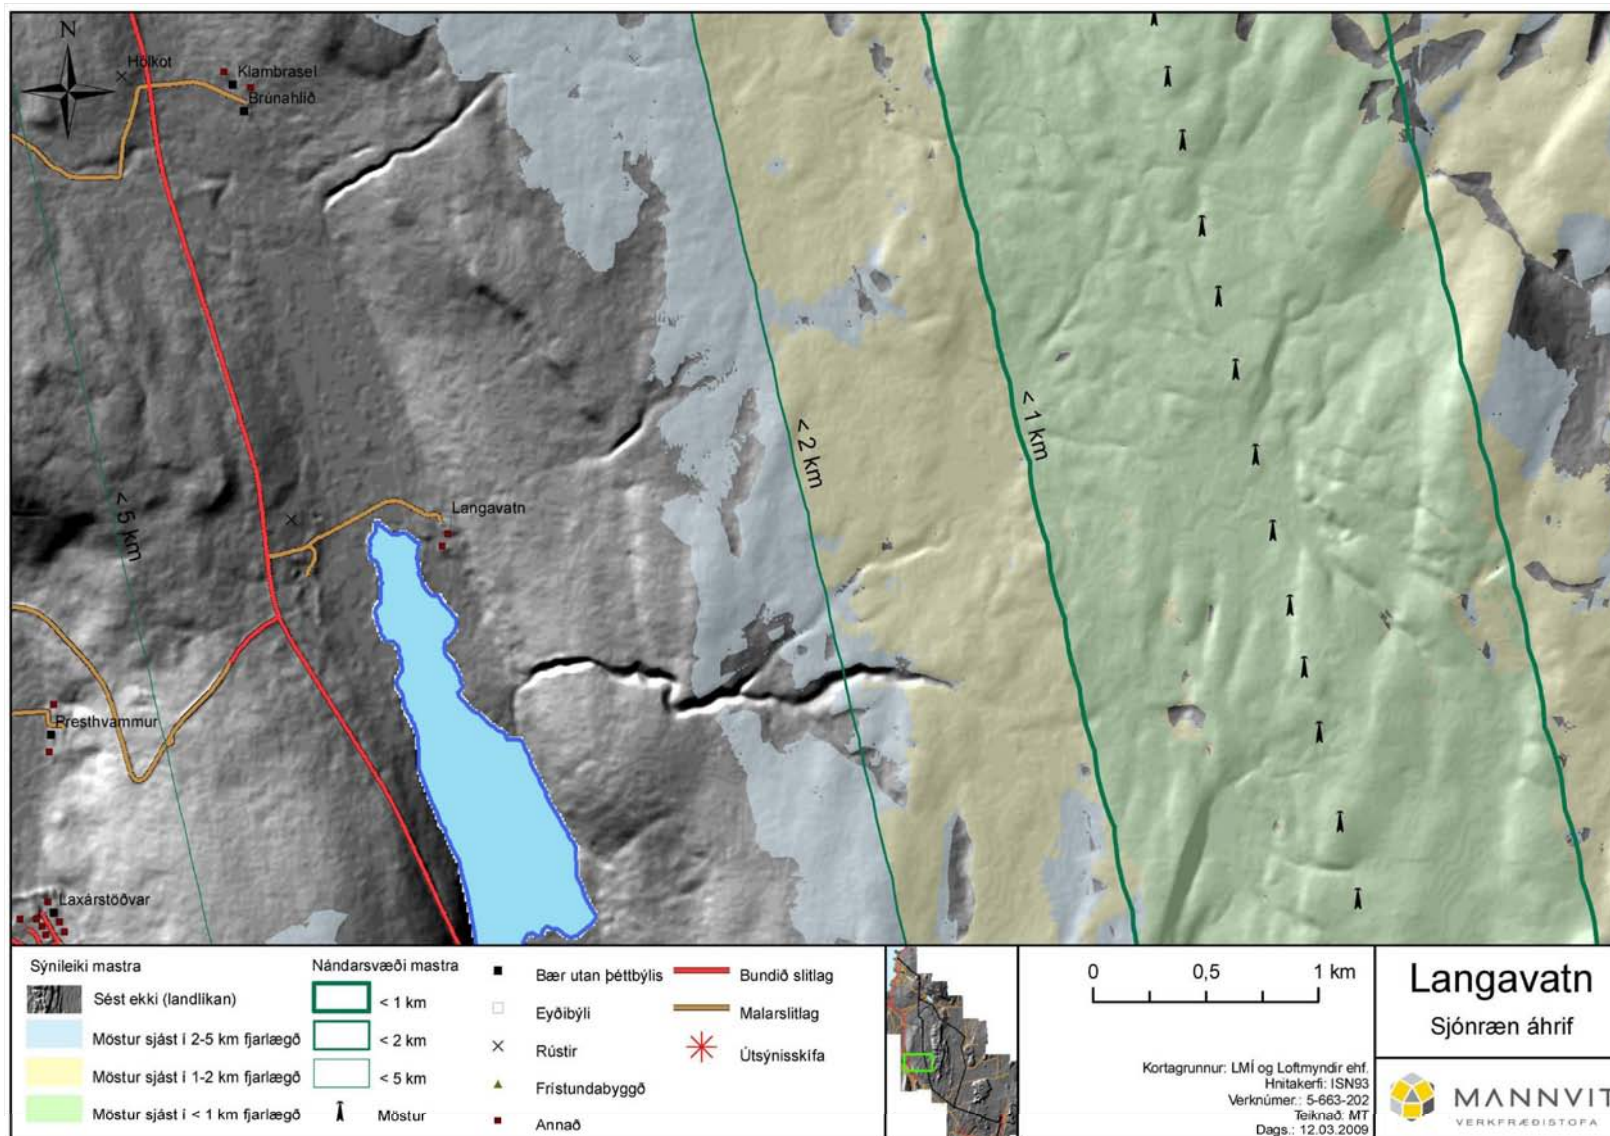 N
Hólkot
Klambrasel
Brúnahlíð
< 2 km
< 1 km
< 5 km
Langavatn
Presthvammur
Laxárstöðvar
Sýnileiki mastra
Sést ekki (landlíkan)
Möstur sjást í 2-5 km fjarlægð
Möstur sjást í 1-2 km fjarlægð
Möstur sjást í < 1 km fjarlægð
Nándarsvæði mastra
< 1 km
< 2 km
< 5 km
Möstur
Bær utan þéttbýlis
Eyðibýli
Rústir
Frístundabyggð
Annað
Bundið slitlag
Malarslitlag
Útsýnisskífa
0 0,5 1 km
Kortagrunnur: LMÍ og Loftmyndir ehf.
Hnitakerfi: ISN93
Verknúmer.: 5-663-202
Teiknað: MT
Dags.: 12.03.2009
Langavatn
Sjónræn áhrif
MANNVIT
VERKFRÆÐISTOFA